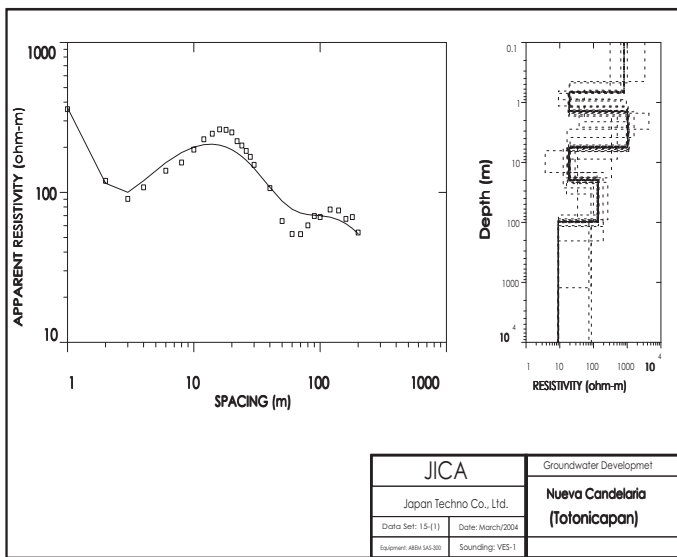 1000
100
10
APPARENT RESISTIVITY (ohm-m)
1
10
100
1000
SPACING (m)
0.1
1
10
100
1000
10 4
Depth (m)
1
10
100
1000
10 4
RESISTIVITY (ohm-m)
JICA
Japan Techno Co., Ltd.
Data Set: 15-(1)
Date: March/2004
Equipment: ABEM SAS-300
Sounding: VES-1
Groundwater Developmet
Nueva Candelaria
(Totonicapan)